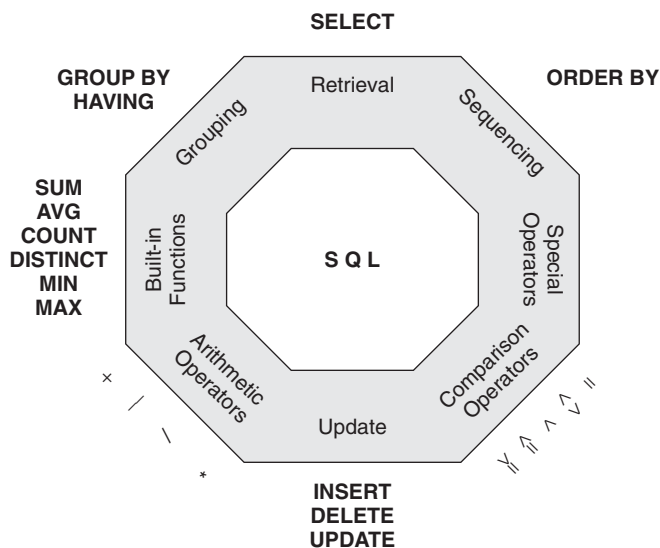 SELECT
GROUP BY
HAVING
ORDER BY
Retrieval
Grouping
Sequencing
SUM
AVG
COUNT
DISTINCT
MIN
MAX
Built-in
Functions
S Q L
Special
Operators
Arithmetic
Operators
Comparison
Operators
+
–
/
*
=
Update
INSERT
DELETE
UPDATE